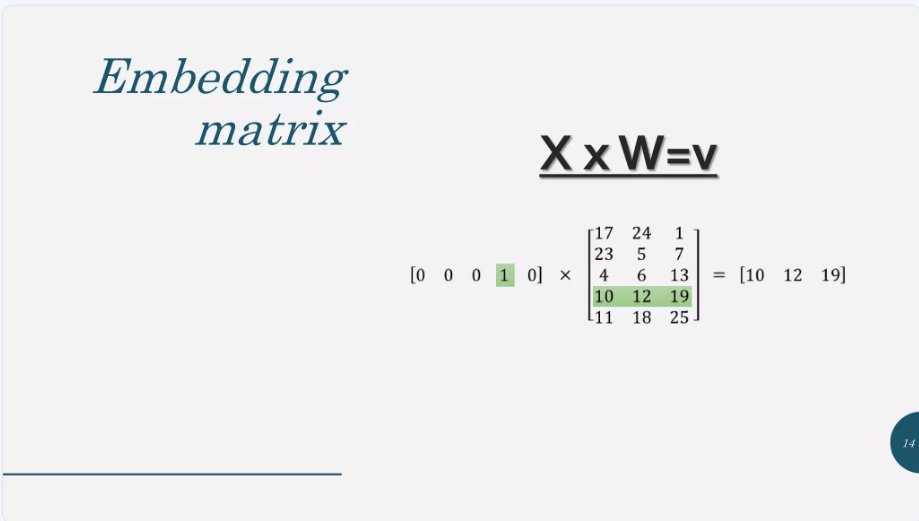 Embedding
matrix
X x W=v
[0 0 0 1 0] × [17 24 1
23 5 7
4 6 13
10 12 19
11 18 25] = [10 12 19]
14